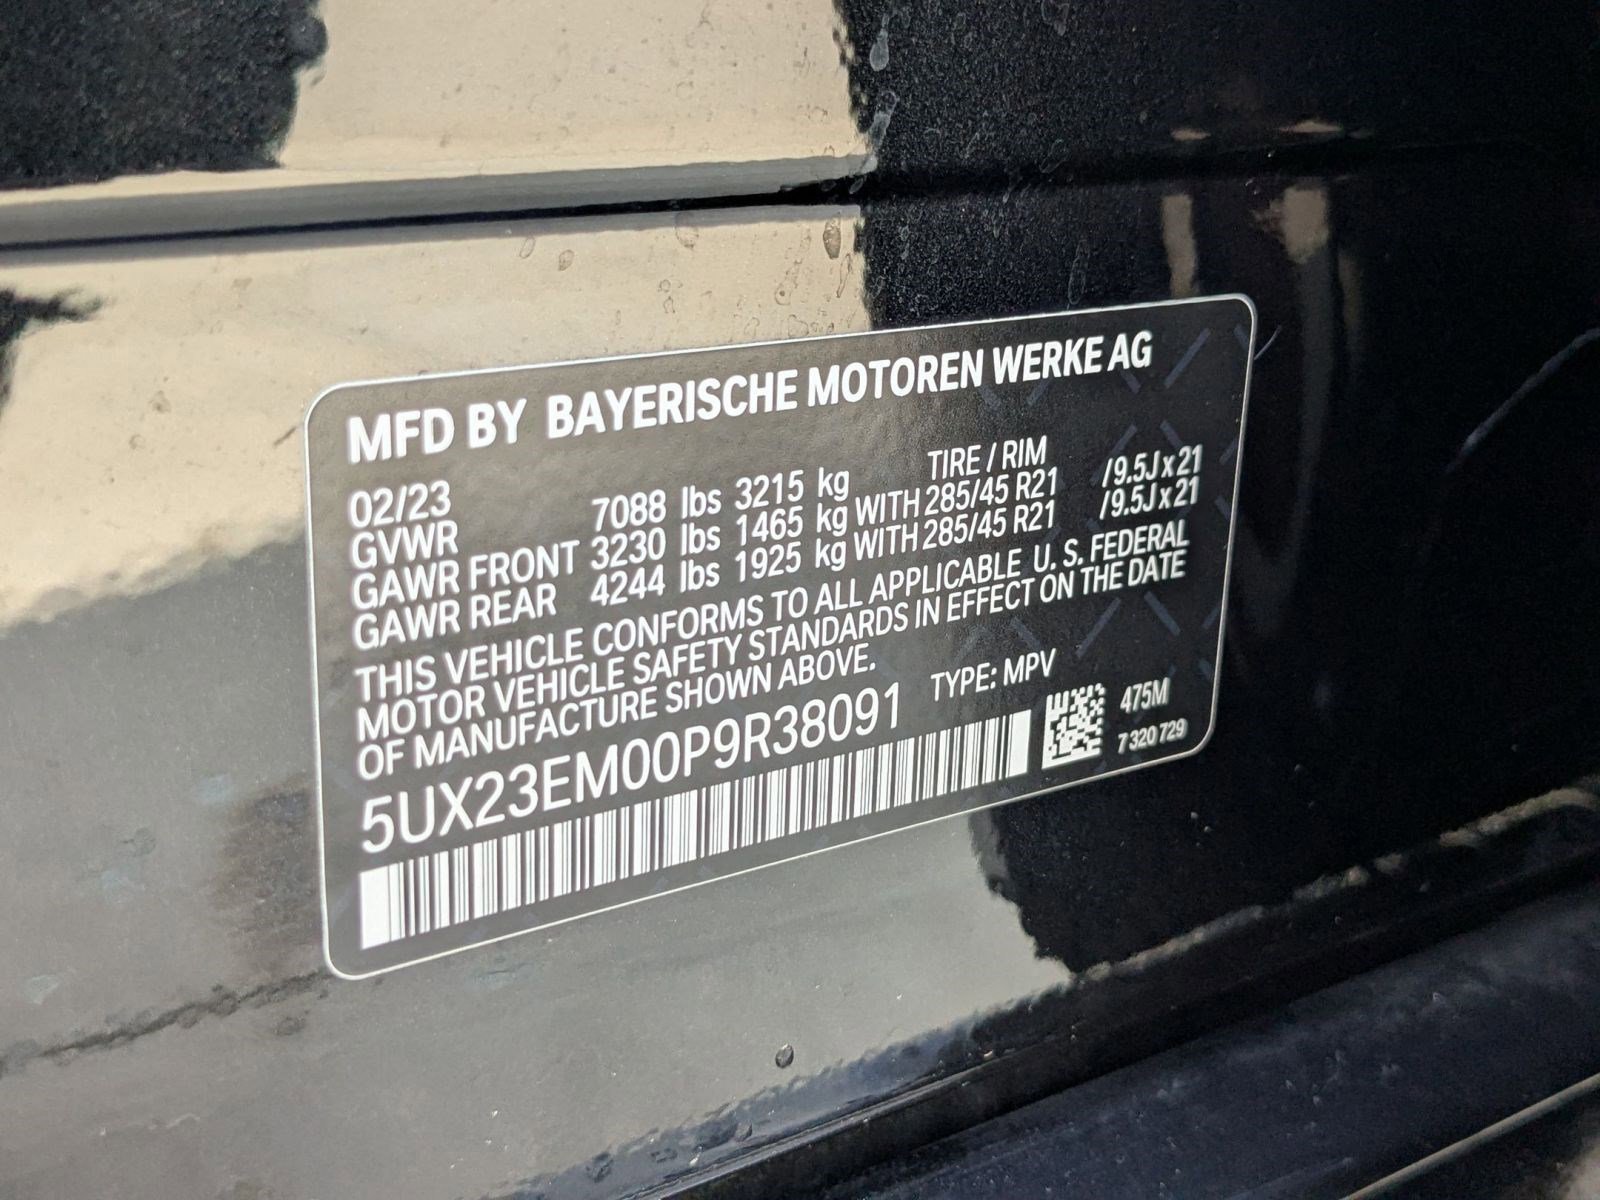 MFD BY BAYERISCHE MOTOREN WERKE AG
02/23 TIRE / RIM
GVWR 7088 lbs 3215 kg
GAWR FRONT 3230 lbs 1465 kg WITH 285/45 R21 /9.5J x 21
GAWR REAR 4244 lbs 1925 kg WITH 285/45 R21 /9.5J x 21
THIS VEHICLE CONFORMS TO ALL APPLICABLE U. S. FEDERAL
MOTOR VEHICLE SAFETY STANDARDS IN EFFECT ON THE DATE
OF MANUFACTURE SHOWN ABOVE.
5UX23EM00P9R38091 TYPE: MPV
475M
7 320 729